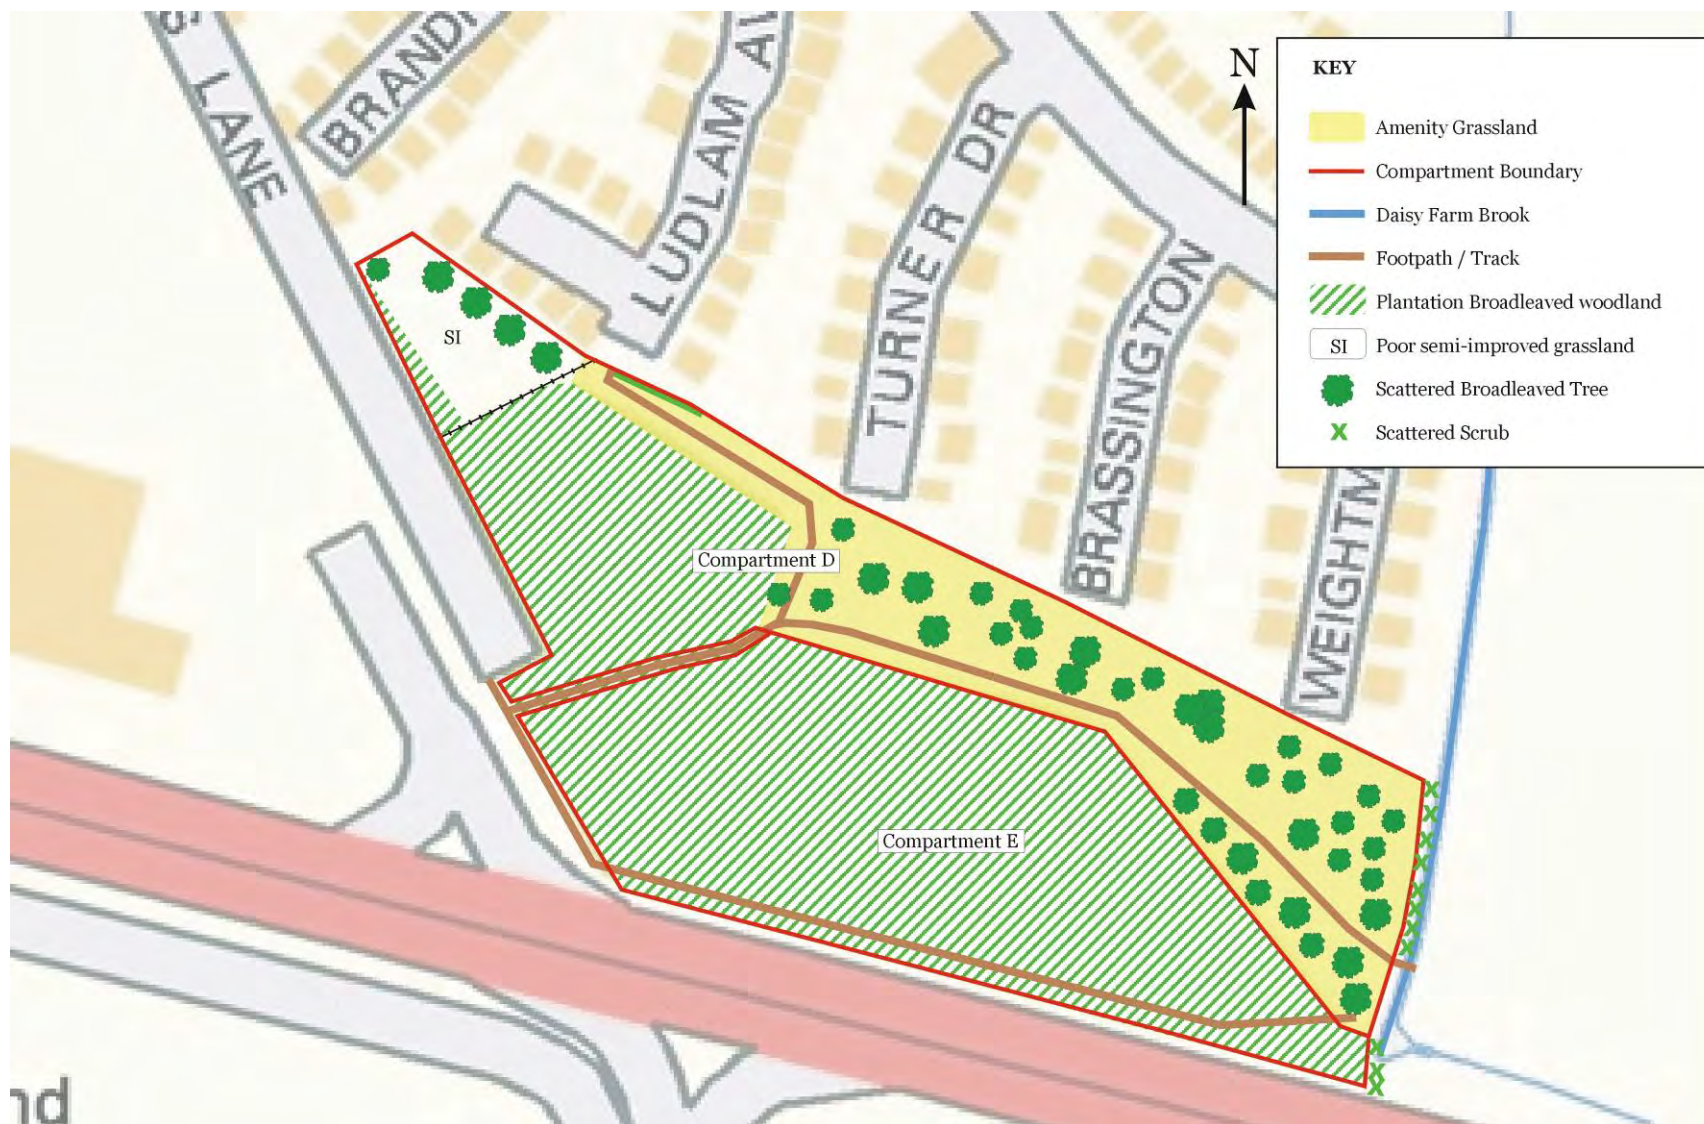 LANE
LUDLAM AV
TURNER DR
BRASSINGTON
WEIGHTM
N
KEY
Amenity Grassland
Compartment Boundary
Daisy Farm Brook
Footpath / Track
Plantation Broadleaved woodland
SI Poor semi-improved grassland
Scattered Broadleaved Tree
x Scattered Scrub
SI
Compartment D
Compartment E
nd